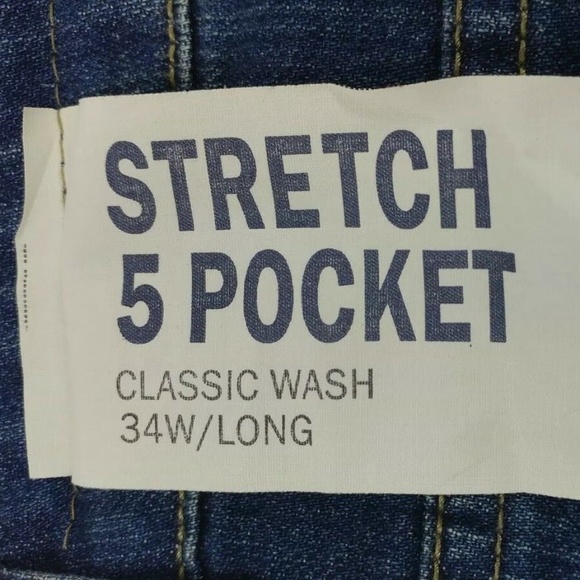 STRETCH
5 POCKET
CLASSIC WASH
34W/LONG